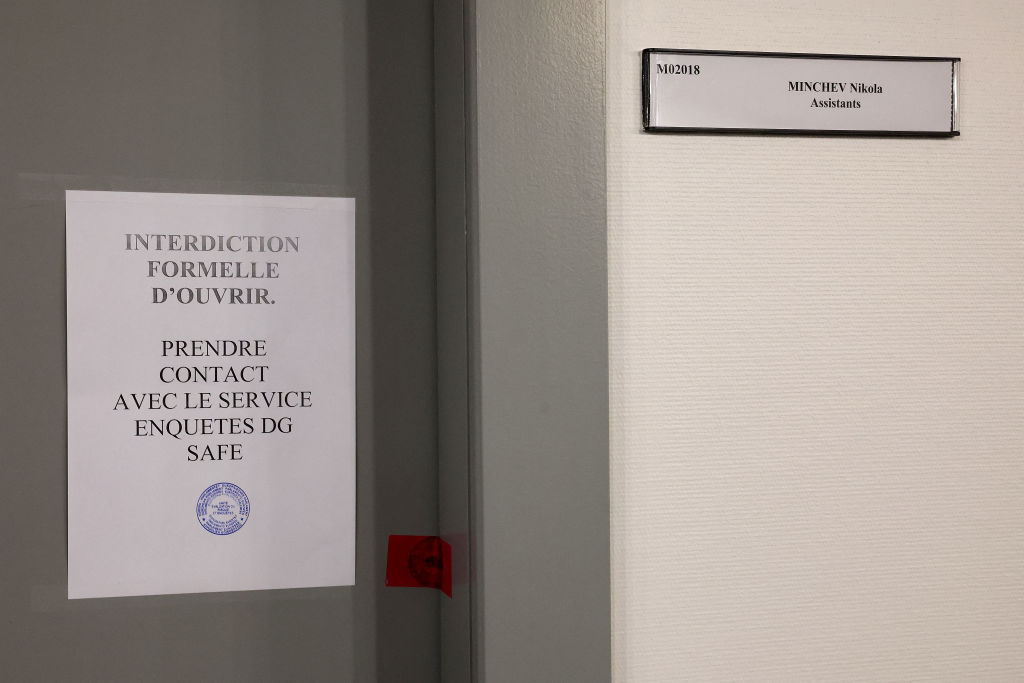 INTERDICTION
FORMELLE
D’OUVRIR.
PRENDRE
CONTACT
AVEC LE SERVICE
ENQUETES DG
SAFE
M02018
MINCHEV Nikola
Assistants